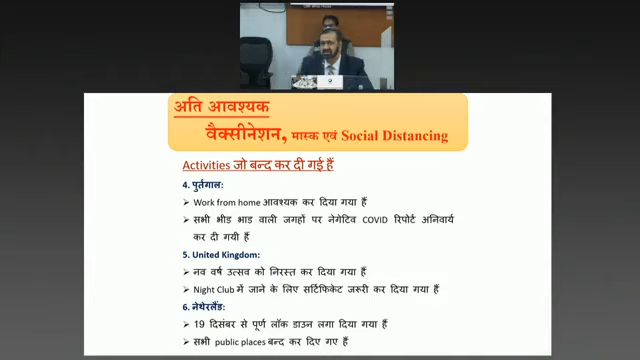 अति आवश्यक
वैक्सीनेशन, मास्क एवं Social Distancing
Activities जो बन्द कर दी गई हैं
4. पुर्तगाल:
➢ Work from home आवश्यक कर दिया गया हैं
➢ सभी भीड भाड वाली जगहों पर नेगेटिव COVID रिपोर्ट अनिवार्य
कर दी गयी हैं
5. United Kingdom:
➢ नव वर्ष उत्सव को निरस्त कर दिया गया हैं
➢ Night Club में जाने के लिए सर्टिफिकेट जरूरी कर दिया गया हैं
6. नेथेरलैंड:
➢ 19 दिसंबर से पूर्ण लॉक डाउन लगा दिया गया हैं
➢ सभी public places बन्द कर दिए गए हैं